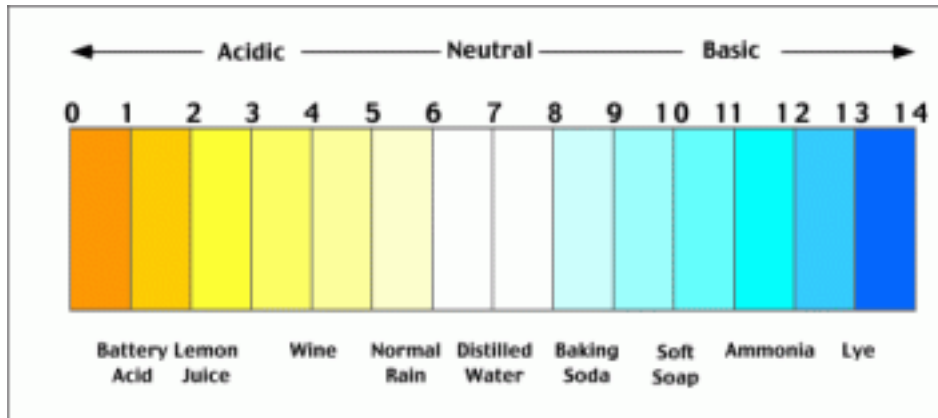 Acidic Neutral Basic
0 1 2 3 4 5 6 7 8 9 10 11 12 13 14
Battery Acid Lemon Juice Wine Normal Rain Distilled Water Baking Soda Soft Soap Ammonia Lye